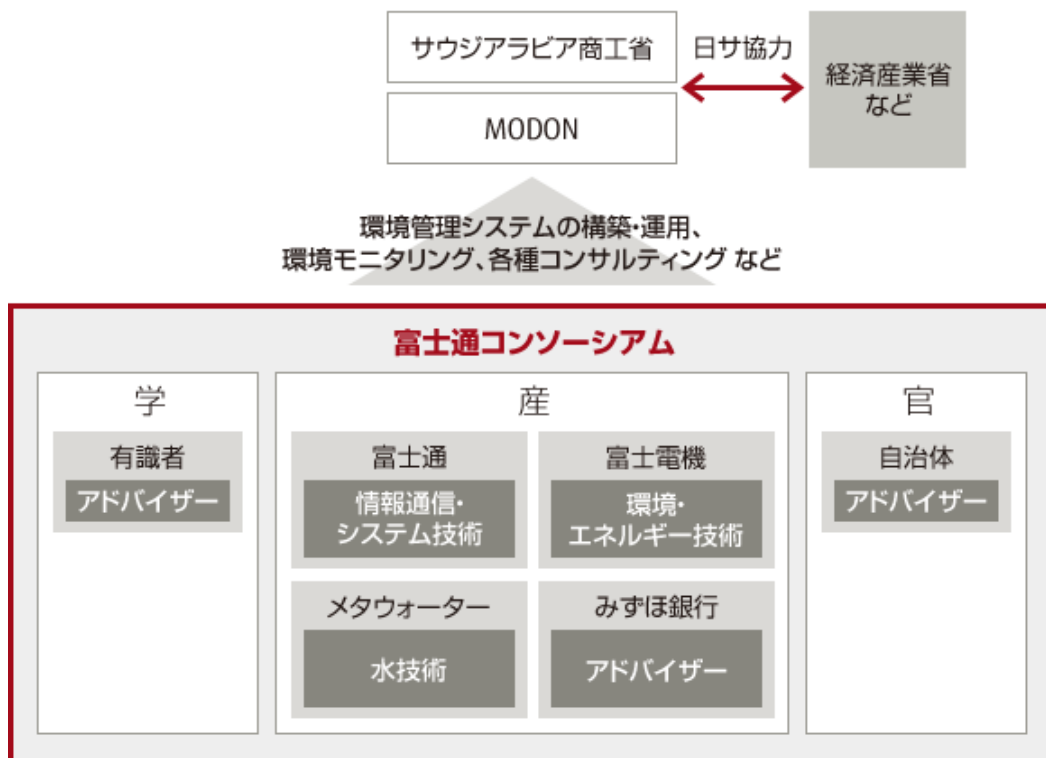 サウジアラビア商工省
日サ協力
経済産業省
など
MODON
環境管理システムの構築・運用、
環境モニタリング、各種コンサルティング など
富士通コンソーシアム
学
有識者
アドバイザー
産
富士通
情報通信・
システム技術
富士電機
環境・
エネルギー技術
メタウォーター
水技術
みずほ銀行
アドバイザー
官
自治体
アドバイザー